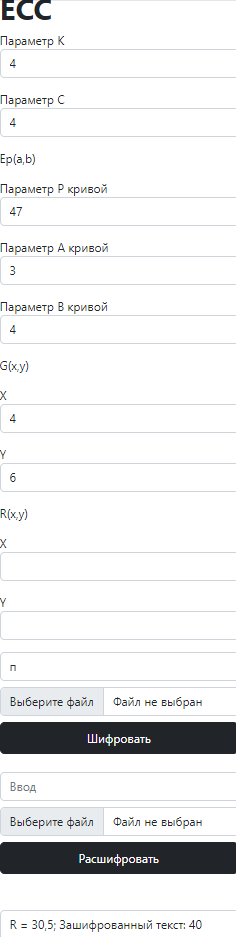 ECC
Параметр К
4
Параметр С
4
Ep(a,b)
Параметр P кривой
47
Параметр А кривой
3
Параметр В кривой
4
G(x,y)
X
4
Y
6
R(x,y)
X
Y
п
Выберите файл Файл не выбран
Шифровать
Ввод
Выберите файл Файл не выбран
Расшифровать
R = 30,5; Зашифрованный текст: 40